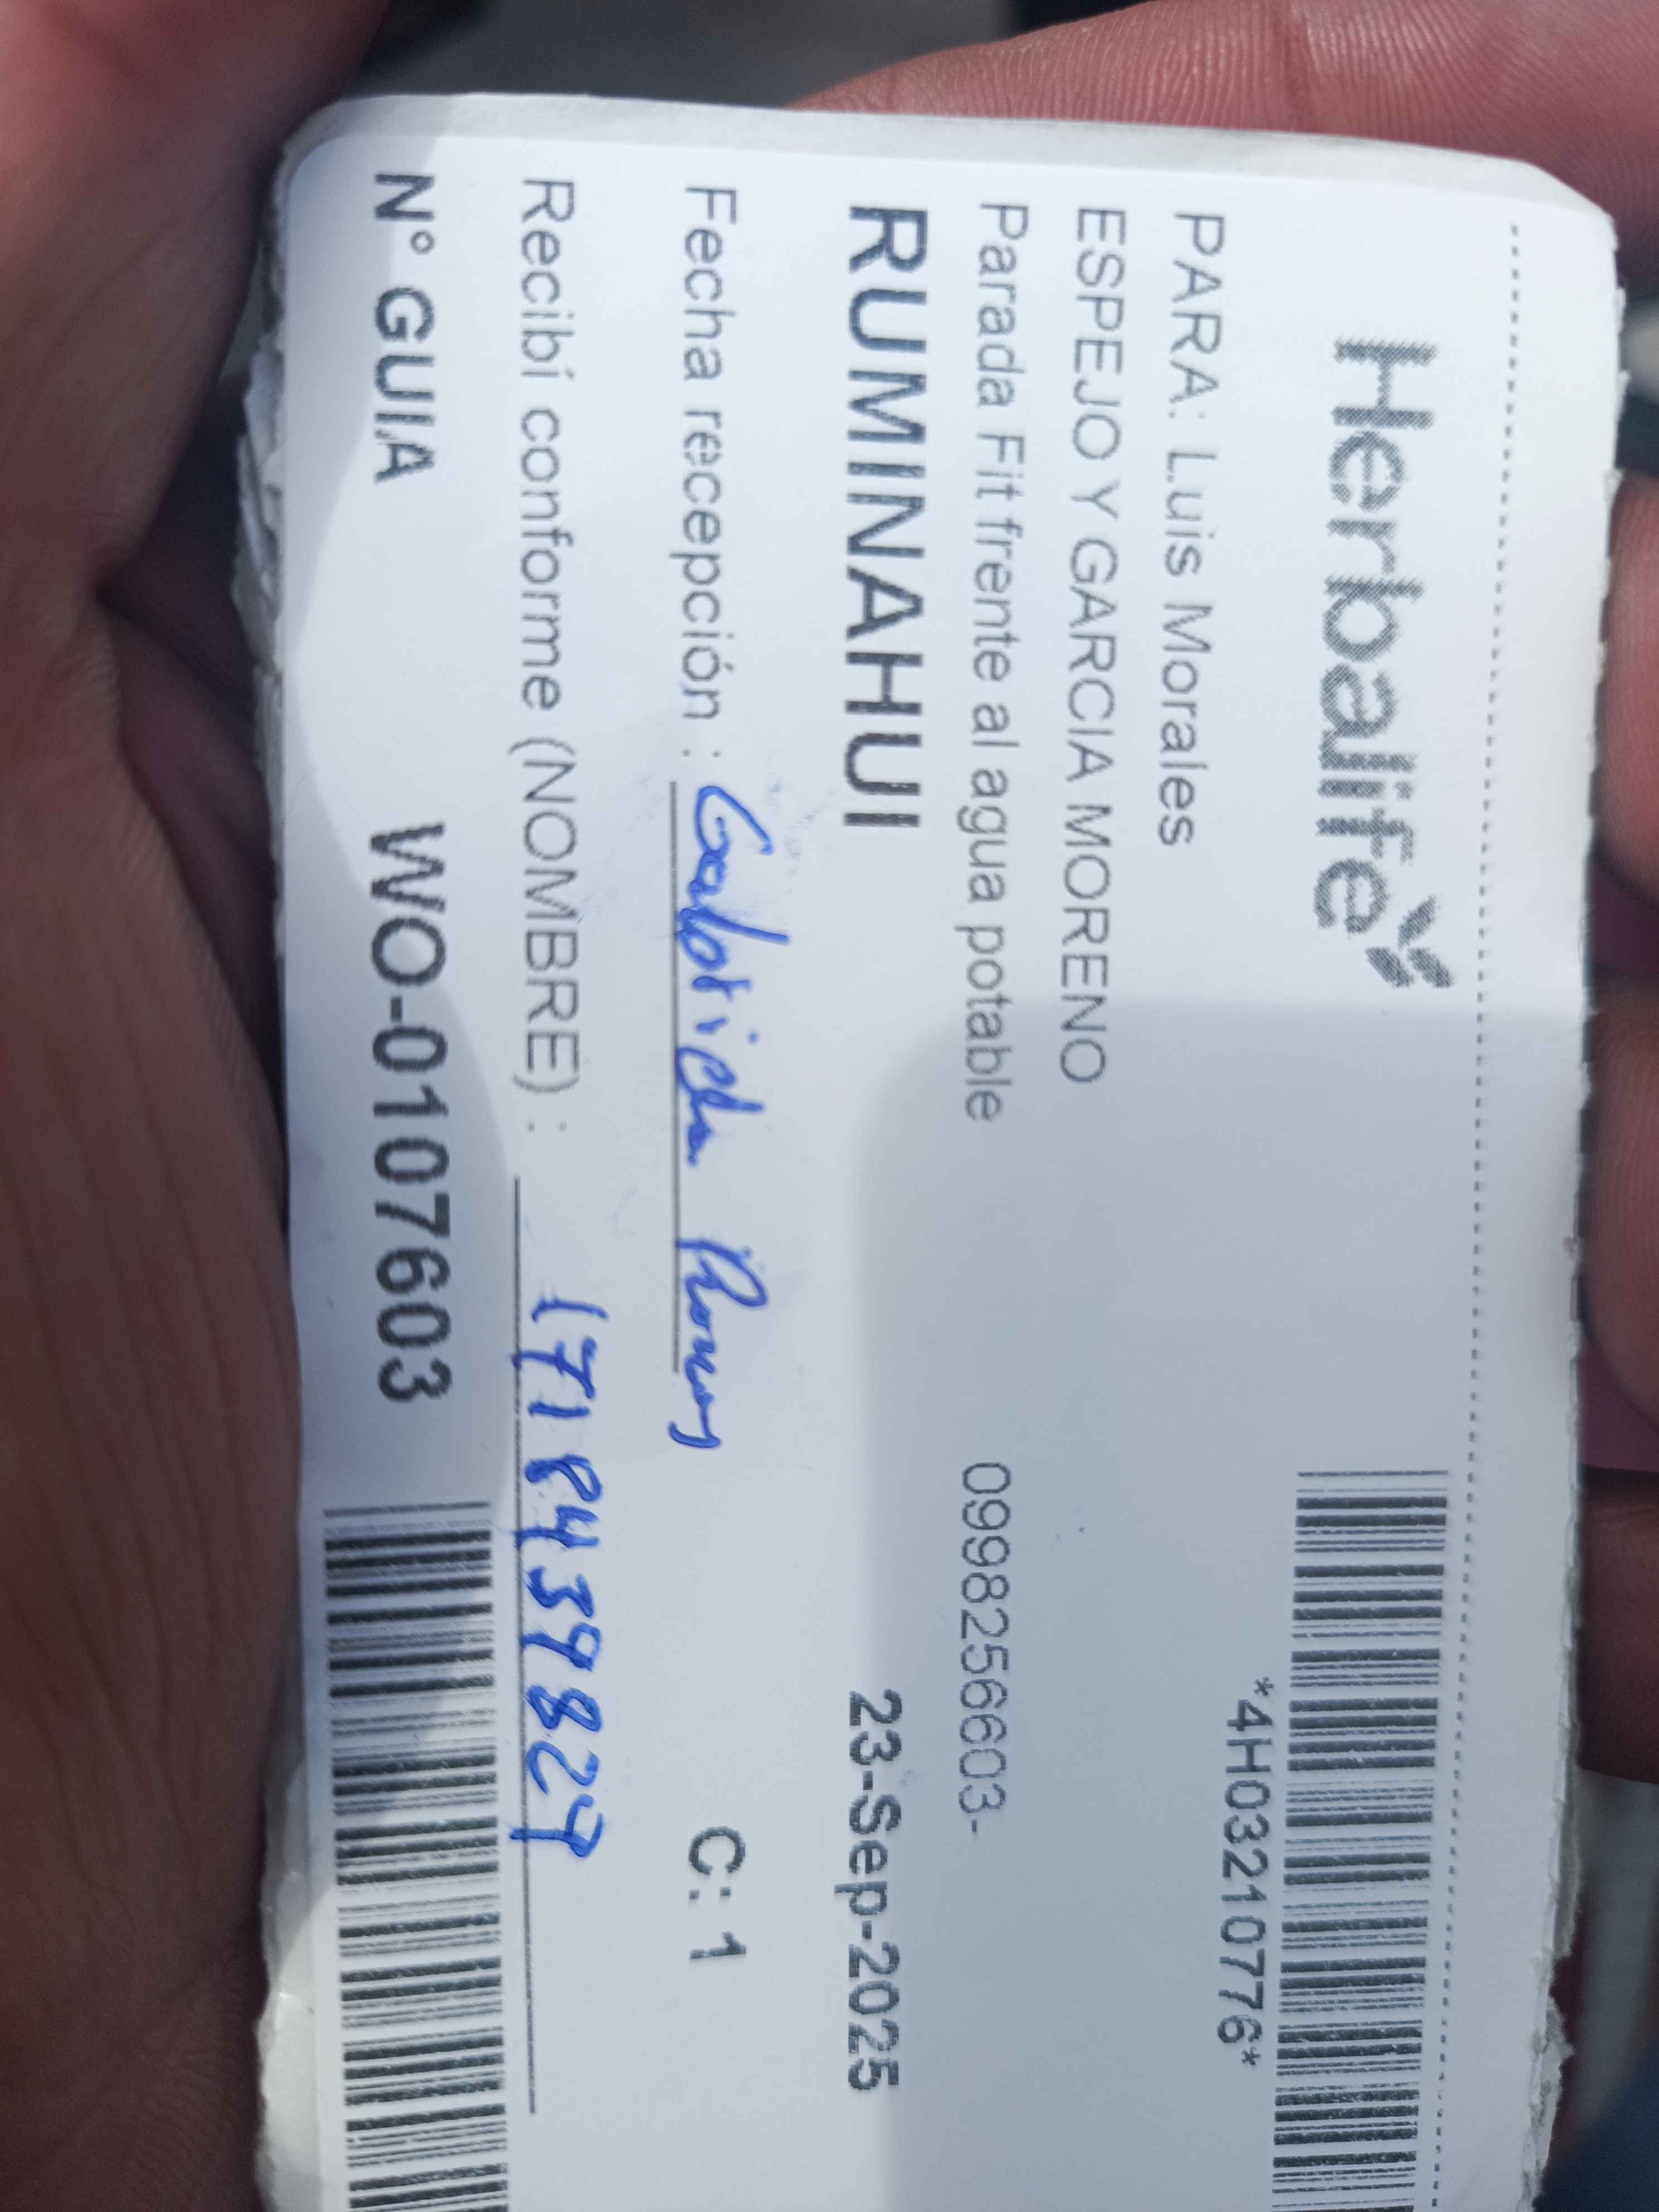 Herbalife
*4H03210776*
PARA: Luis Morales
ESPEJO Y GARCIA MORENO
Parada Fit frente al agua potable 0998256603-
RUMINAHUI 23-Sep-2025
Fecha recepción : Gabriela C: 1
Recibí conforme (NOMBRE) :
N° GUIA WO-0107603